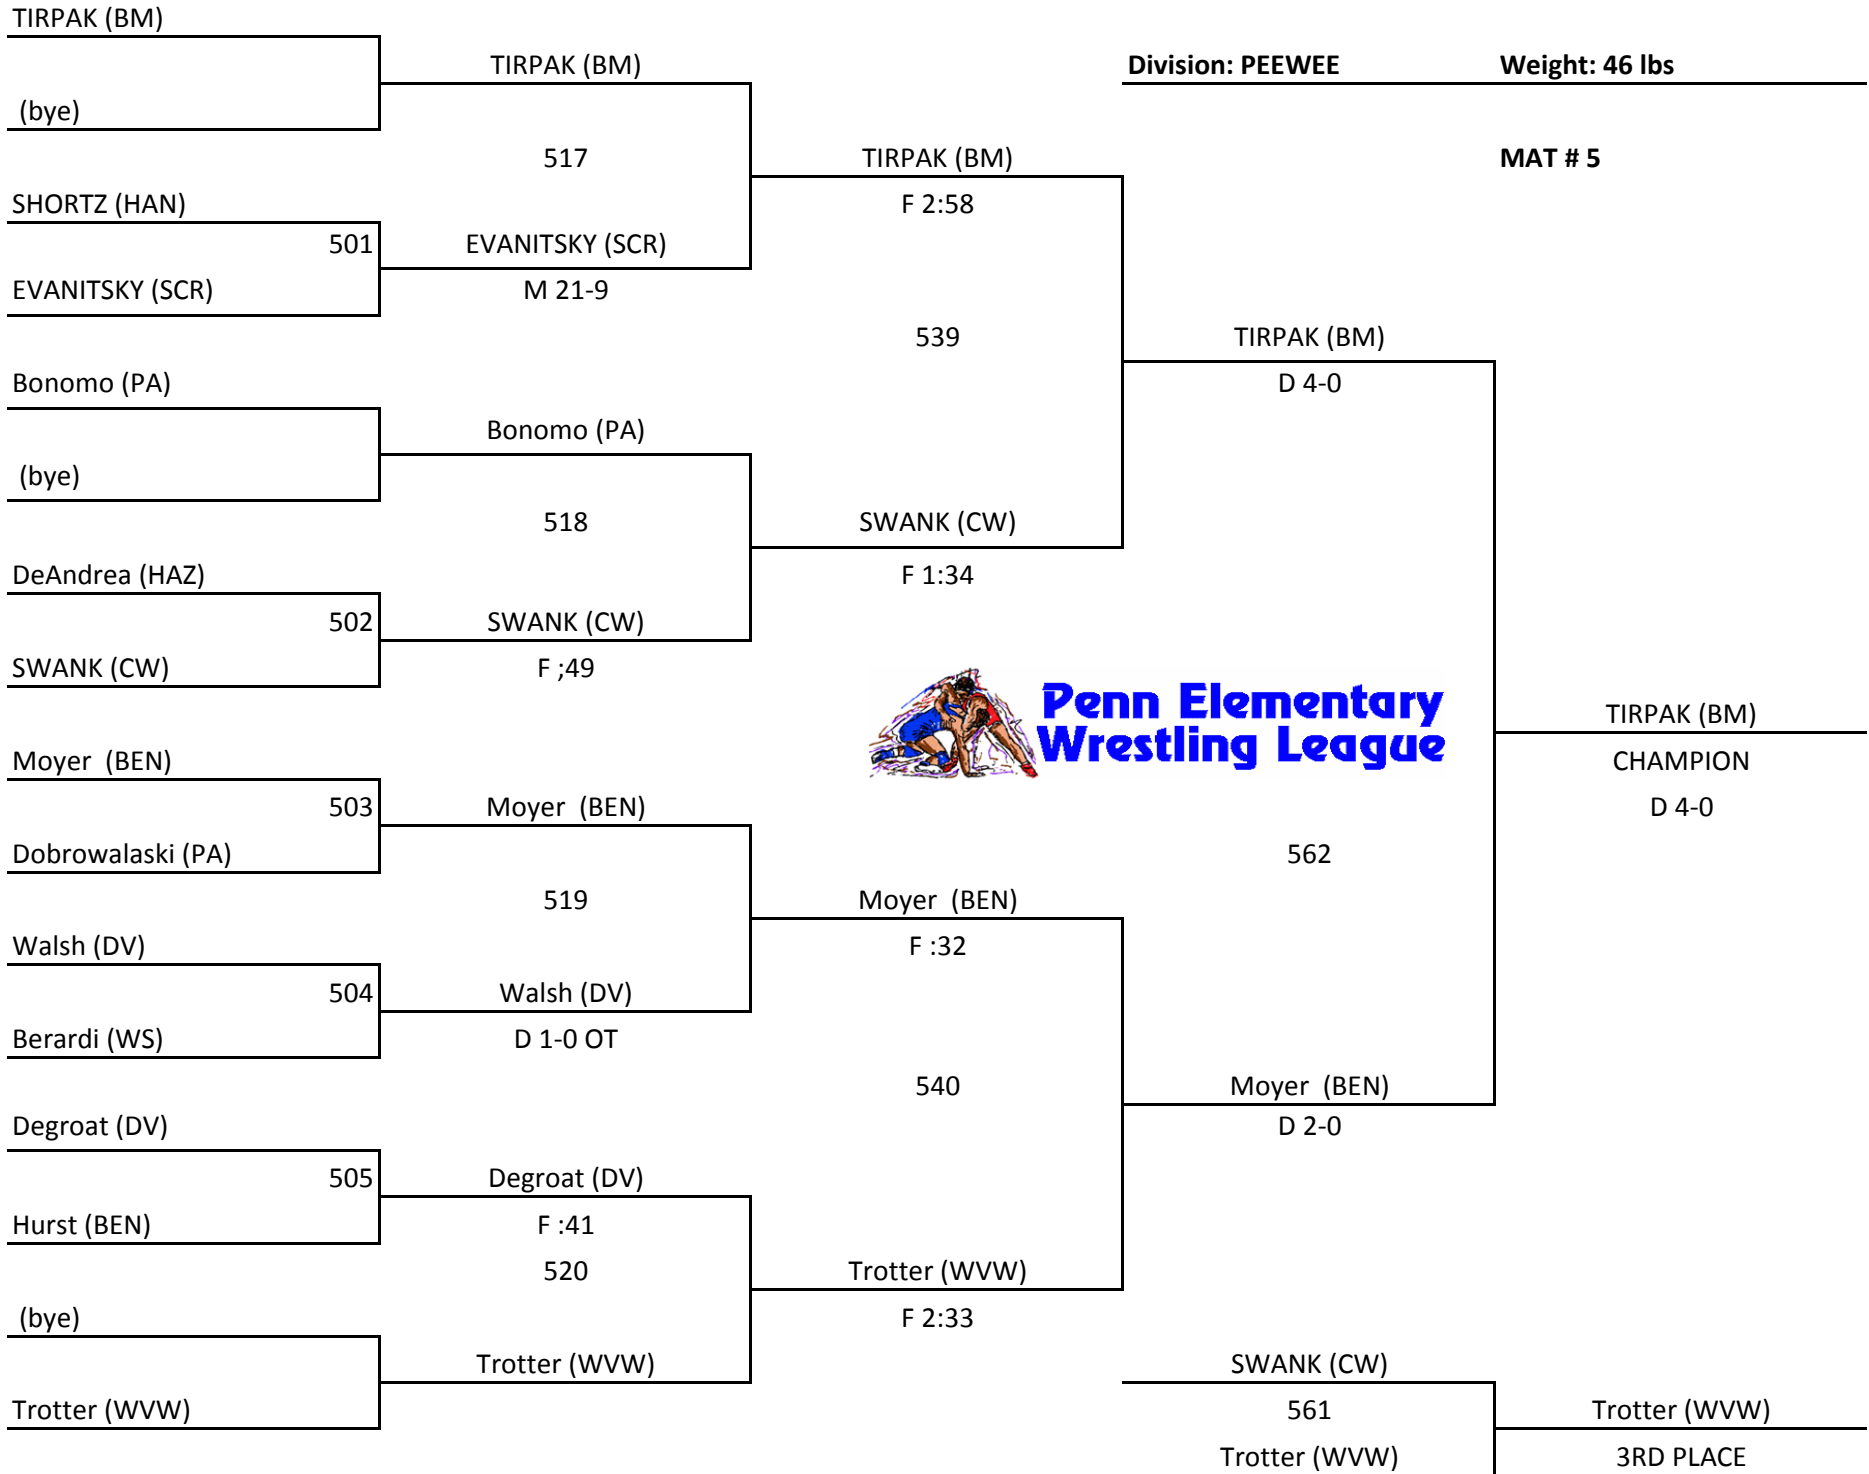 TIRPAK (BM)
TIRPAK (BM)
Division: PEEWEE Weight: 46 lbs
(bye)
517
TIRPAK (BM)
MAT # 5
SHORTZ (HAN)
F 2:58
501
EVANITSKY (SCR)
EVANITSKY (SCR)
M 21-9
539
TIRPAK (BM)
Bonomo (PA)
D 4-0
Bonomo (PA)
(bye)
518
SWANK (CW)
DeAndrea (HAZ)
F 1:34
502
SWANK (CW)
SWANK (CW)
F ;49
Penn Elementary
Wrestling League
TIRPAK (BM)
Moyer (BEN)
CHAMPION
503
Moyer (BEN)
D 4-0
Dobrowalaski (PA)
562
519
Moyer (BEN)
Walsh (DV)
F :32
504
Walsh (DV)
Berardi (WS)
D 1-0 OT
540
Moyer (BEN)
Degroat (DV)
D 2-0
505
Degroat (DV)
Hurst (BEN)
F :41
520
Trotter (WVW)
(bye)
F 2:33
Trotter (WVW)
SWANK (CW)
Trotter (WVW)
561
Trotter (WVW)
Trotter (WVW)
3RD PLACE